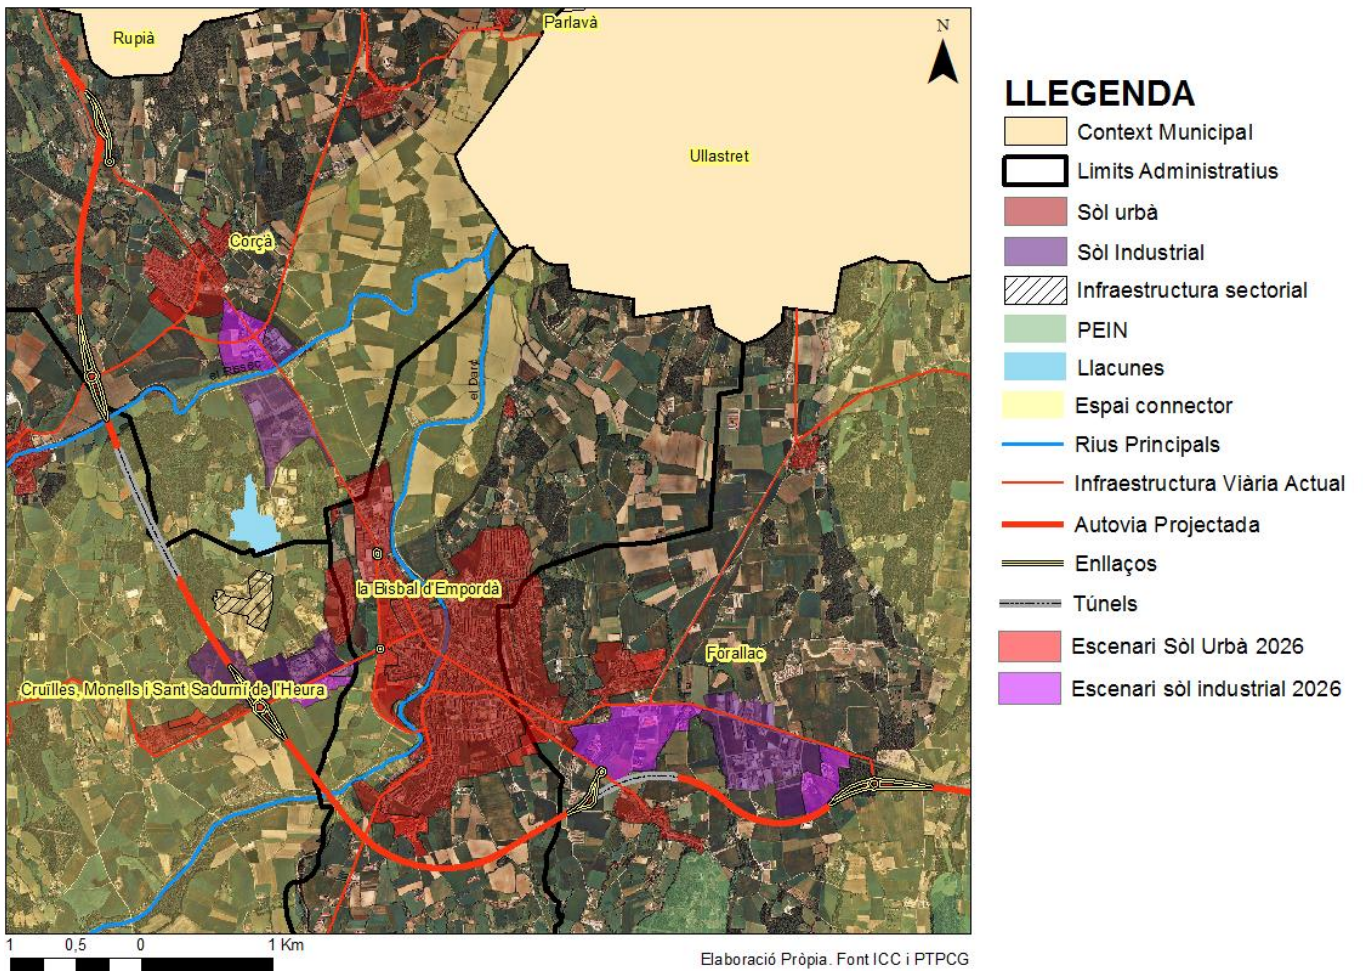 Rupià
Parlavà
N
Ullastret
Corçà
el Ressec
el Daró
la Bisbal d'Empordà
Forallac
Cruïlles, Monells i Sant Sadurní de l'Heura
1 0,5 0 1 Km
Elaboració Pròpia. Font ICC i PTPCG
LLEGENDA
Context Municipal
Limits Administratius
Sòl urbà
Sòl Industrial
Infraestructura sectorial
PEIN
Llacunes
Espai connector
Rius Principals
Infraestructura Viària Actual
Autovia Projectada
Enllaços
Túnels
Escenari Sòl Urbà 2026
Escenari sòl industrial 2026